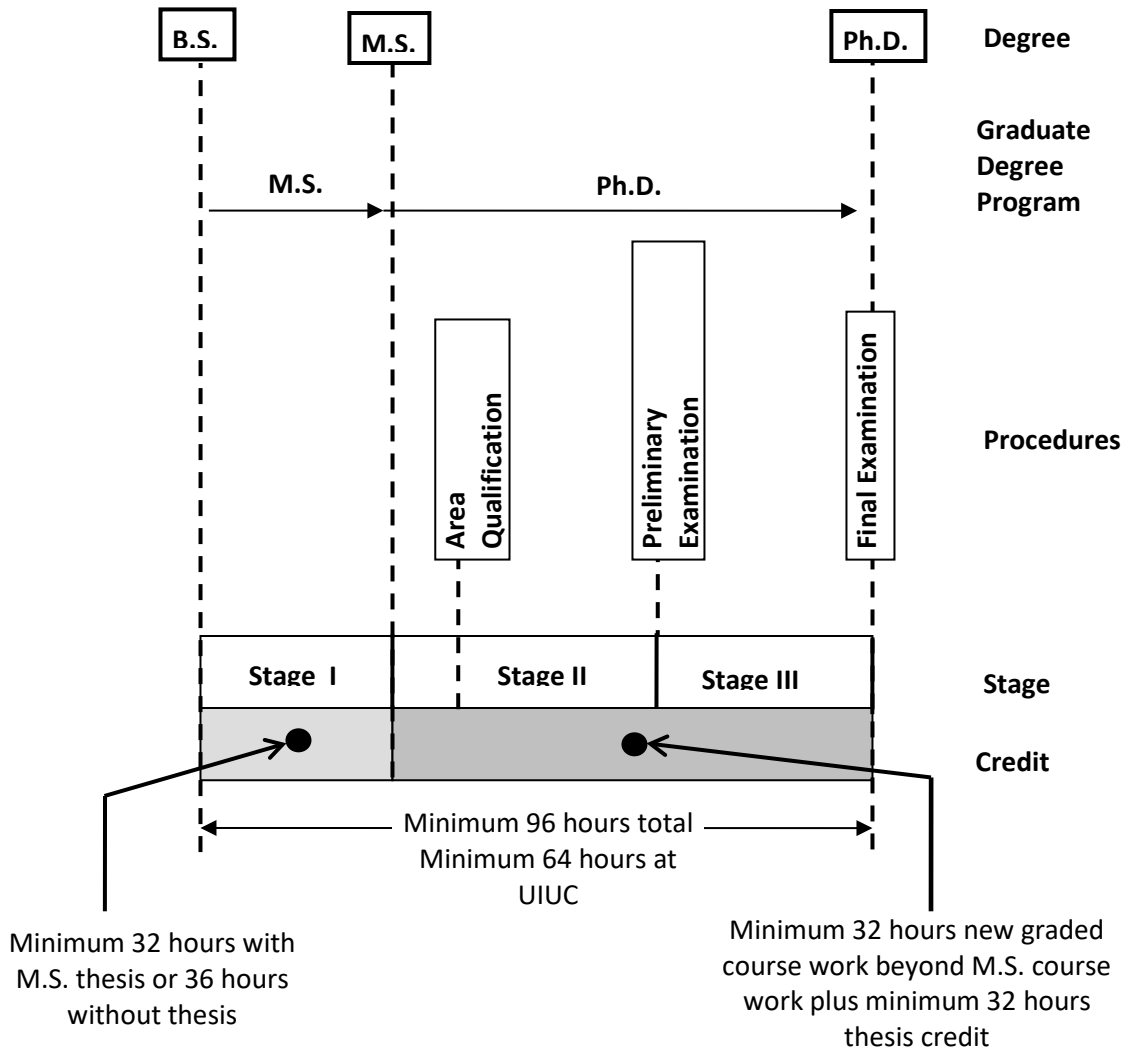 B.S.
M.S.
Ph.D.
Degree
Graduate
Degree
Program
M.S.
Ph.D.
Area
Qualification
Preliminary
Examination
Final Examination
Procedures
Stage I
Stage II
Stage III
Stage
Credit
Minimum 96 hours total
Minimum 64 hours at
UIUC
Minimum 32 hours with
M.S. thesis or 36 hours
without thesis
Minimum 32 hours new graded
course work beyond M.S. course
work plus minimum 32 hours
thesis credit